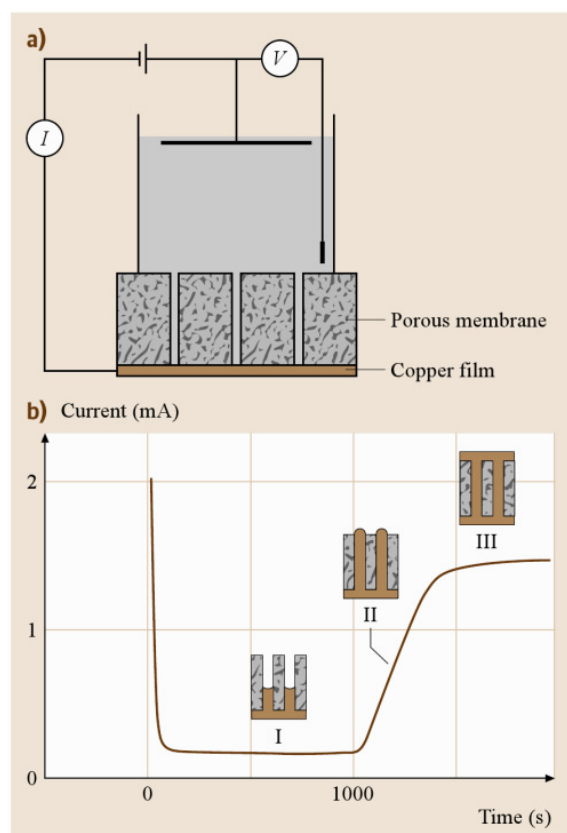 a)
V
I
Porous membrane
Copper film
b) Current (mA)
2
III
II
1
I
0
0
1000
Time (s)